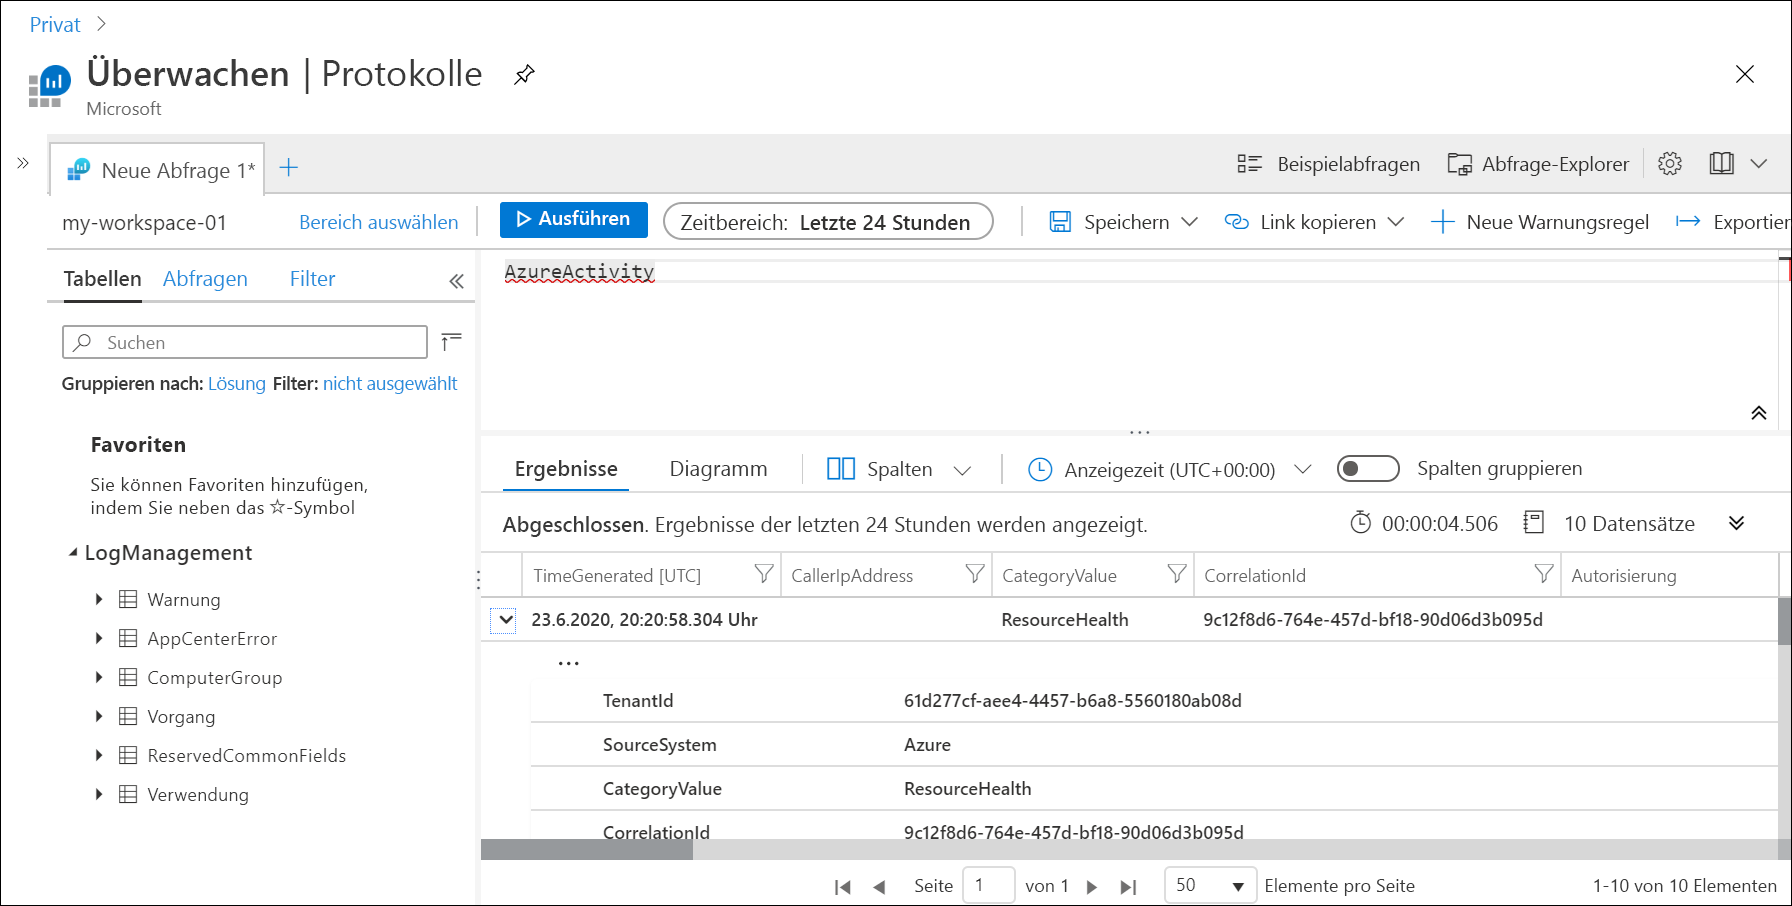 Privat
Überwachen | Protokolle
Microsoft
Neue Abfrage 1*
Beispielabfragen
Abfrage-Explorer
my-workspace-01
Bereich auswählen
Ausführen
Zeitbereich: Letzte 24 Stunden
Speichern
Link kopieren
Neue Warnungsregel
Exportier
Tabellen
Abfragen
Filter
AzureActivity
Suchen
Gruppieren nach: Lösung Filter: nicht ausgewählt
Favoriten
Sie können Favoriten hinzufügen,
indem Sie neben das ☆-Symbol
LogManagement
Warnung
AppCenterError
ComputerGroup
Vorgang
ReservedCommonFields
Verwendung
Ergebnisse
Diagramm
Spalten
Anzeigezeit (UTC+00:00)
Spalten gruppieren
Abgeschlossen. Ergebnisse der letzten 24 Stunden werden angezeigt.
00:00:04.506
10 Datensätze
TimeGenerated [UTC]
CallerIpAddress
CategoryValue
CorrelationId
Autorisierung
23.6.2020, 20:20:58.304 Uhr
ResourceHealth
9c12f8d6-764e-457d-bf18-90d06d3b095d
...
TenantId
61d277cf-aee4-4457-b6a8-5560180ab08d
SourceSystem
Azure
CategoryValue
ResourceHealth
CorrelationId
9c12f8d6-764e-457d-bf18-90d06d3b095d
Seite 1 von 1
50
Elemente pro Seite
1-10 von 10 Elementen